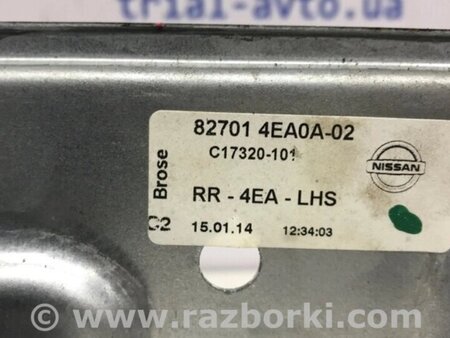 trial-avto.ua
82701 4EA0A-02
C17320-101
NISSAN
Brose
RR - 4EA - LHS
C2 15.01.14 12:34:03
© www.razborki.com